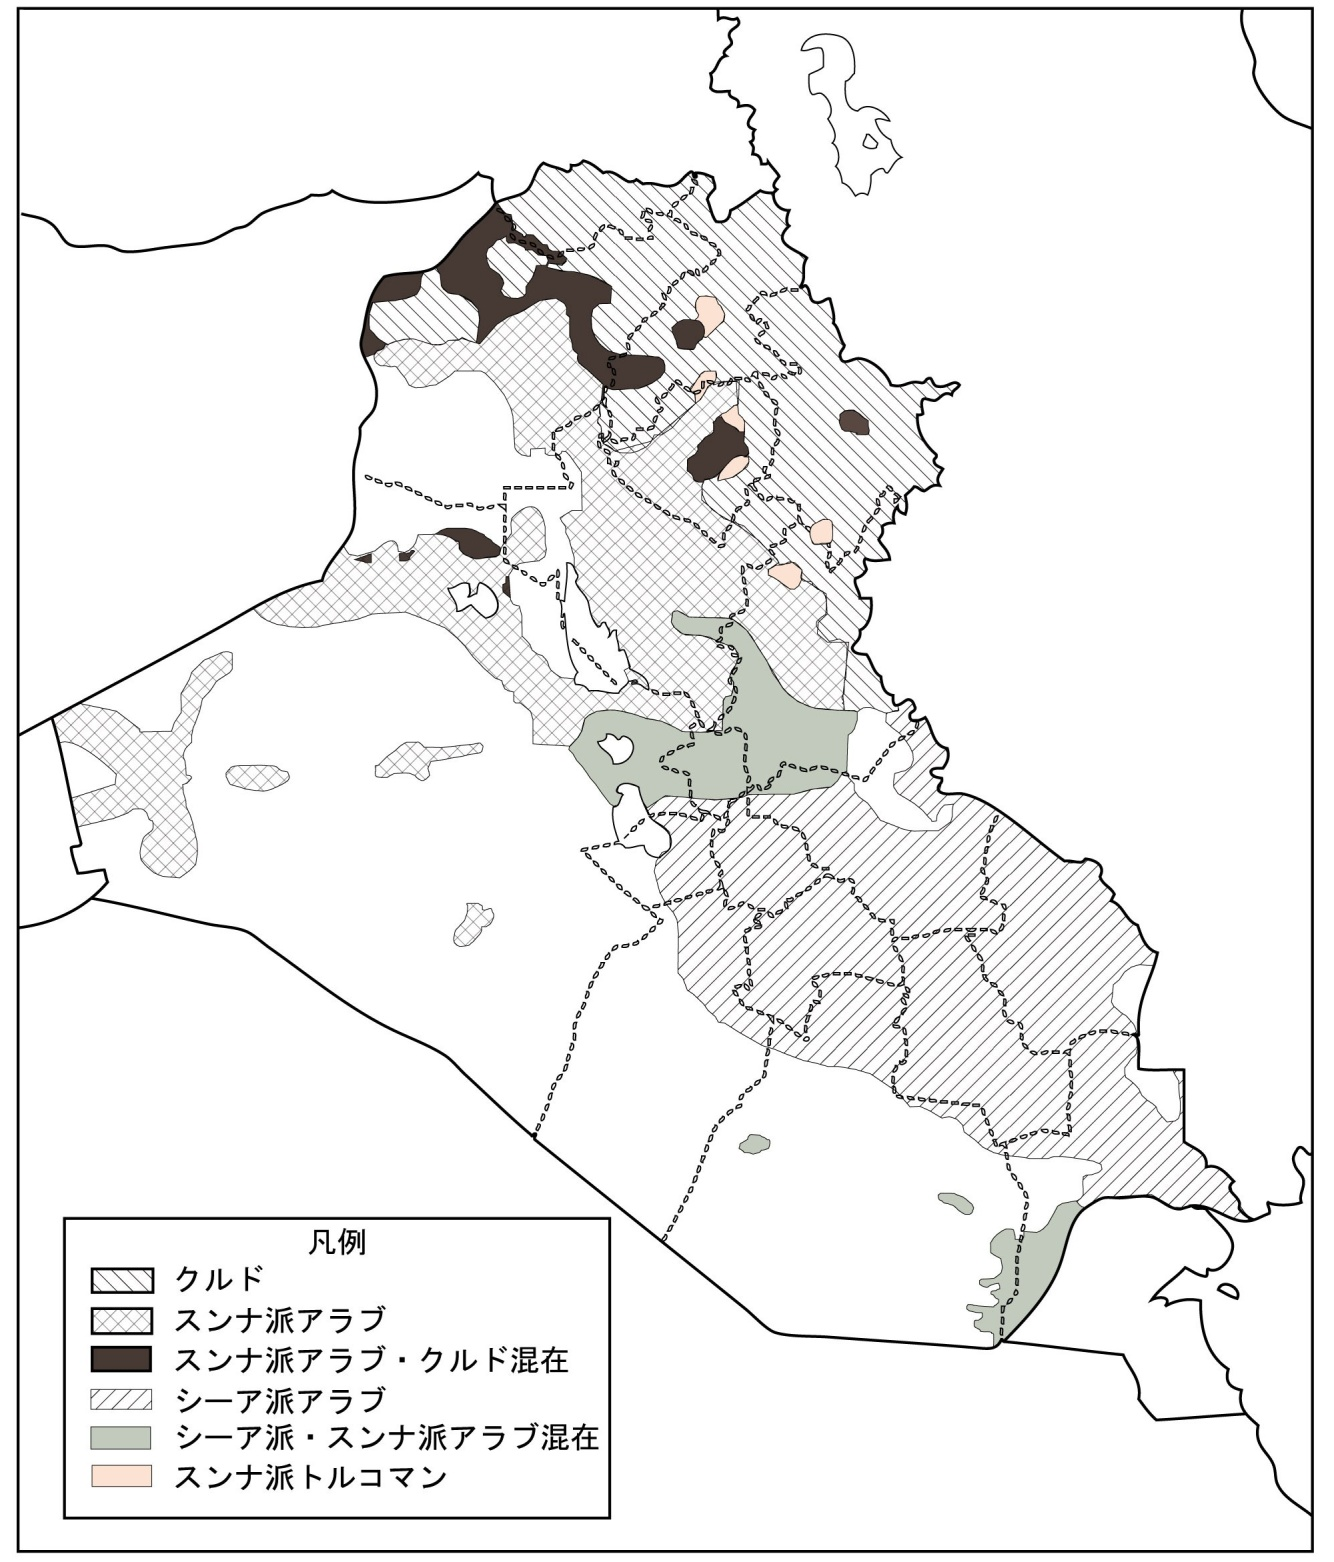 凡例
クルド
スンナ派アラブ
スンナ派アラブ・クルド混在
シーア派アラブ
シーア派・スンナ派アラブ混在
スンナ派トルコマン